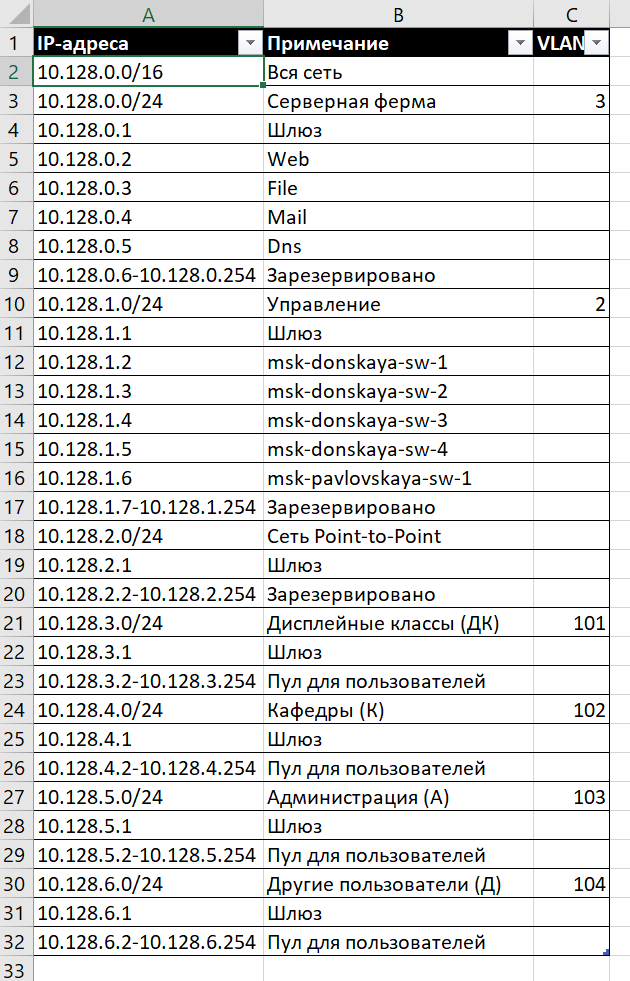 A B C
1 IP-адреса Примечание VLAN
2 10.128.0.0/16 Вся сеть
3 10.128.0.0/24 Серверная ферма 3
4 10.128.0.1 Шлюз
5 10.128.0.2 Web
6 10.128.0.3 File
7 10.128.0.4 Mail
8 10.128.0.5 Dns
9 10.128.0.6-10.128.0.254 Зарезервировано
10 10.128.1.0/24 Управление 2
11 10.128.1.1 Шлюз
12 10.128.1.2 msk-donskaya-sw-1
13 10.128.1.3 msk-donskaya-sw-2
14 10.128.1.4 msk-donskaya-sw-3
15 10.128.1.5 msk-donskaya-sw-4
16 10.128.1.6 msk-pavlovskaya-sw-1
17 10.128.1.7-10.128.1.254 Зарезервировано
18 10.128.2.0/24 Сеть Point-to-Point
19 10.128.2.1 Шлюз
20 10.128.2.2-10.128.2.254 Зарезервировано
21 10.128.3.0/24 Дисплейные классы (ДК) 101
22 10.128.3.1 Шлюз
23 10.128.3.2-10.128.3.254 Пул для пользователей
24 10.128.4.0/24 Кафедры (К) 102
25 10.128.4.1 Шлюз
26 10.128.4.2-10.128.4.254 Пул для пользователей
27 10.128.5.0/24 Администрация (А) 103
28 10.128.5.1 Шлюз
29 10.128.5.2-10.128.5.254 Пул для пользователей
30 10.128.6.0/24 Другие пользователи (Д) 104
31 10.128.6.1 Шлюз
32 10.128.6.2-10.128.6.254 Пул для пользователей
33